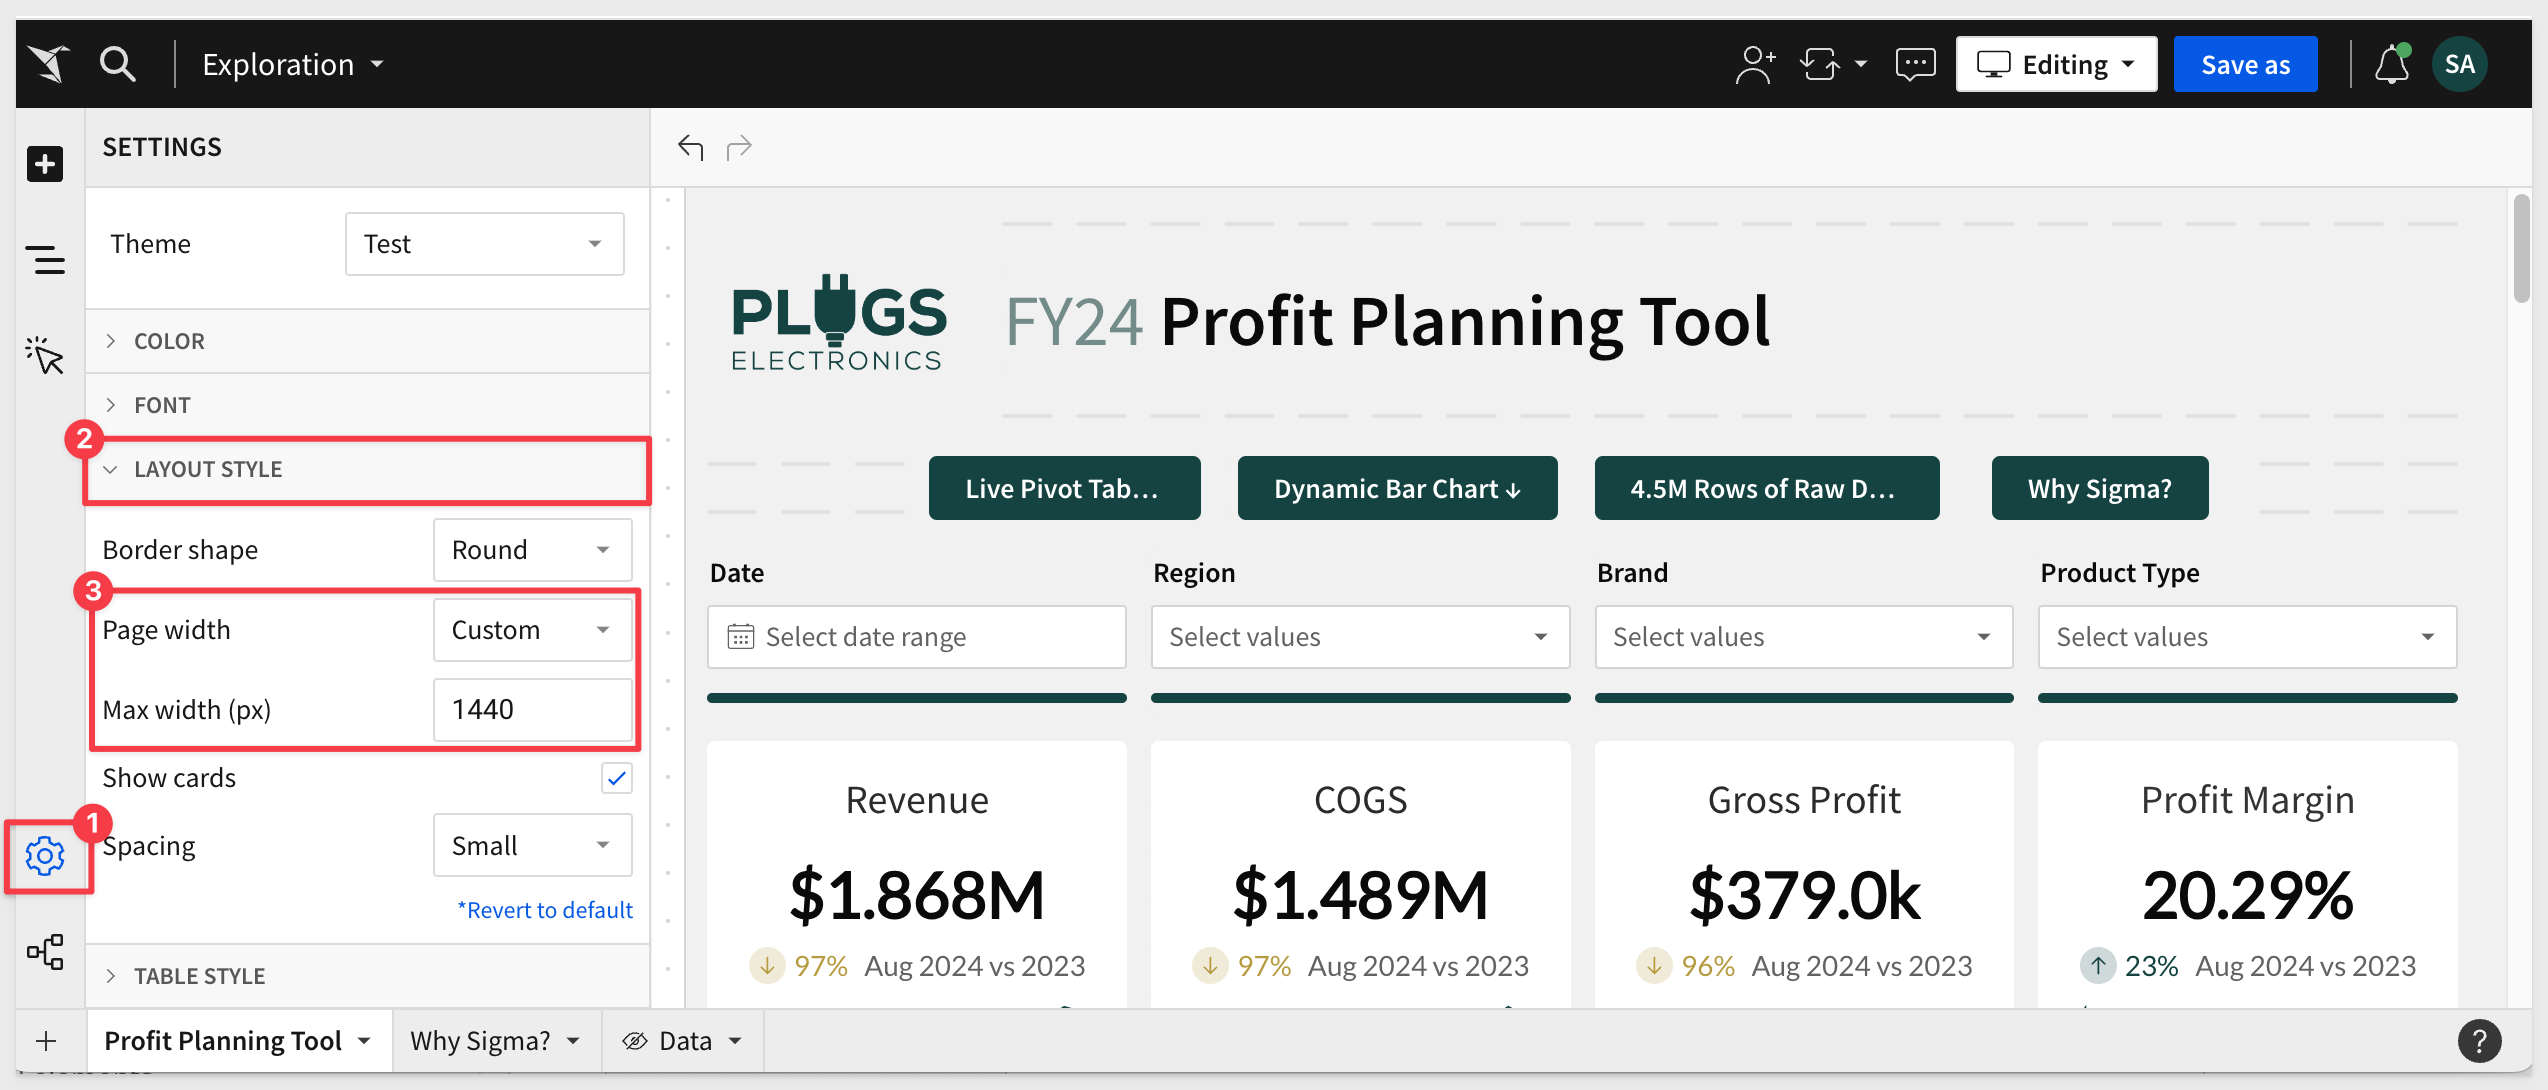 Exploration
Editing
Save as
SA
SETTINGS
Theme
Test
COLOR
FONT
2
LAYOUT STYLE
Border shape
Round
3
Page width
Custom
Max width (px)
1440
Show cards
1
Spacing
Small
*Revert to default
TABLE STYLE
PLUGS
ELECTRONICS
FY24 Profit Planning Tool
Live Pivot Tab...
Dynamic Bar Chart ↓
4.5M Rows of Raw D...
Why Sigma?
Date
Region
Brand
Product Type
Select date range
Select values
Select values
Select values
Revenue
$1.868M
↓ 97% Aug 2024 vs 2023
COGS
$1.489M
↓ 97% Aug 2024 vs 2023
Gross Profit
$379.0k
↓ 96% Aug 2024 vs 2023
Profit Margin
20.29%
↑ 23% Aug 2024 vs 2023
+
Profit Planning Tool
Why Sigma?
Data
?